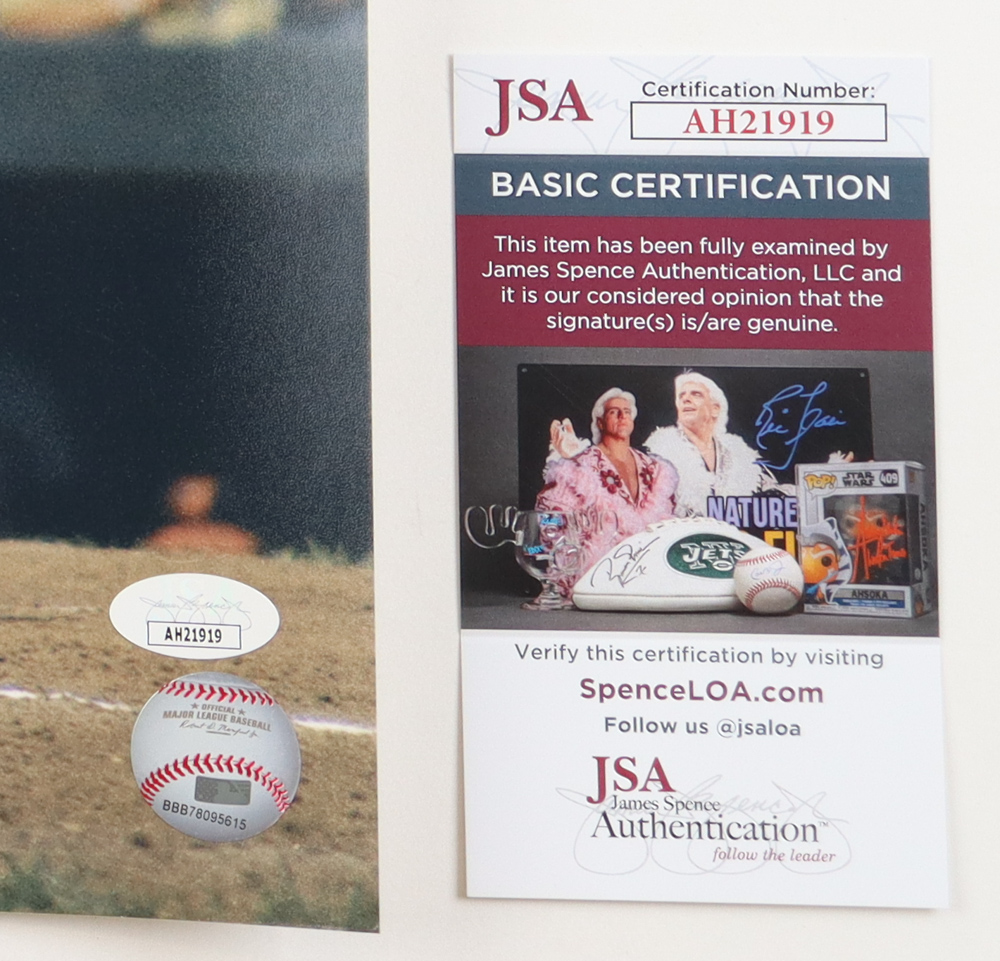 AH21919
★ OFFICIAL ★
MAJOR LEAGUE BASEBALL
BBB78095615
JSA
Certification Number:
AH21919
BASIC CERTIFICATION
This item has been fully examined by
James Spence Authentication, LLC and
it is our considered opinion that the
signature(s) is/are genuine.
NATURE
JETS
POP!
STAR
WARS
409
AHSOKA
Verify this certification by visiting
SpenceLOA.com
Follow us @jsaloa
JSA
James Spence
Authentication™
follow the leader